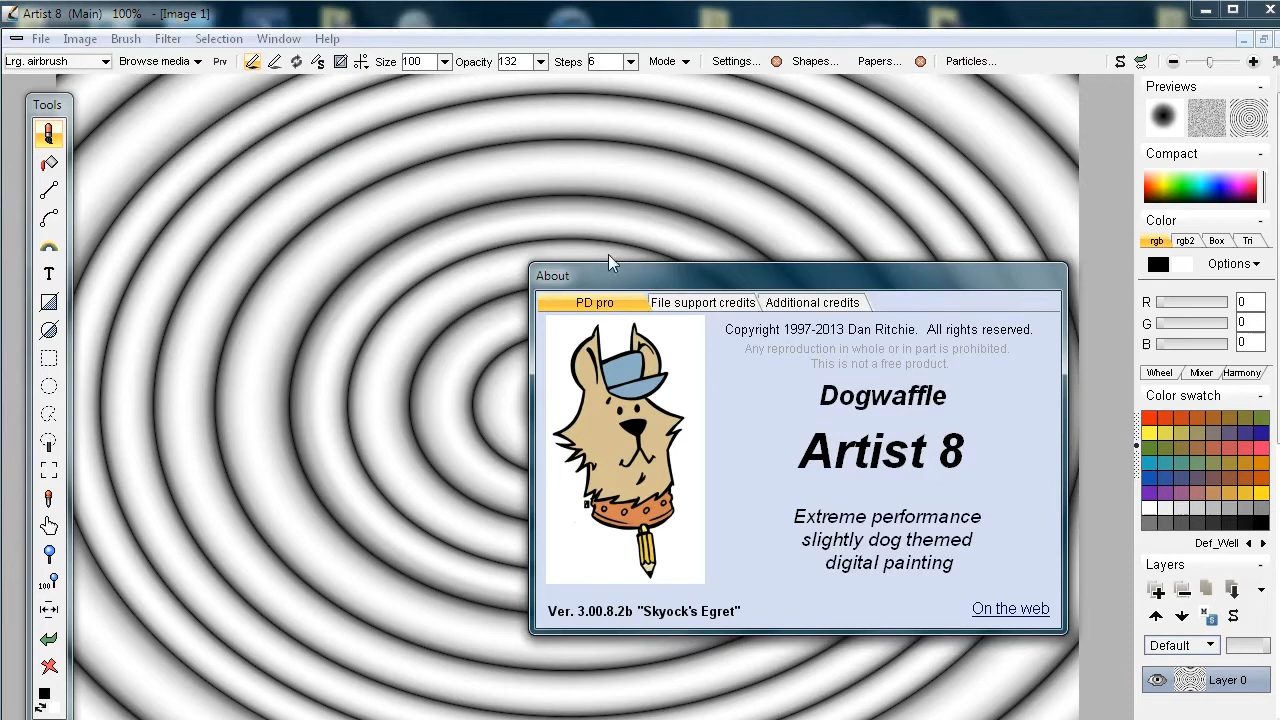 Artist 8 (Main) 100% - [Image 1]
File Image Brush Filter Selection Window Help
Lrg. airbrush Browse media Prv Size 100 Opacity 132 Steps 6 Mode Settings... Shapes... Papers... Particles...
Tools
T
100
Previews
Compact
Color
rgb rgb2 Box Tri
Options
R 0
G 0
B 0
Wheel Mixer Harmony
Color swatch
Def_Well
Layers
Default
Layer 0
About
PD pro File support credits Additional credits
Copyright 1997-2013 Dan Ritchie. All rights reserved.
Any reproduction in whole or in part is prohibited.
This is not a free product.
Dogwaffle
Artist 8
Extreme performance
slightly dog themed
digital painting
Ver. 3.00.8.2b "Skyock's Egret"
On the web